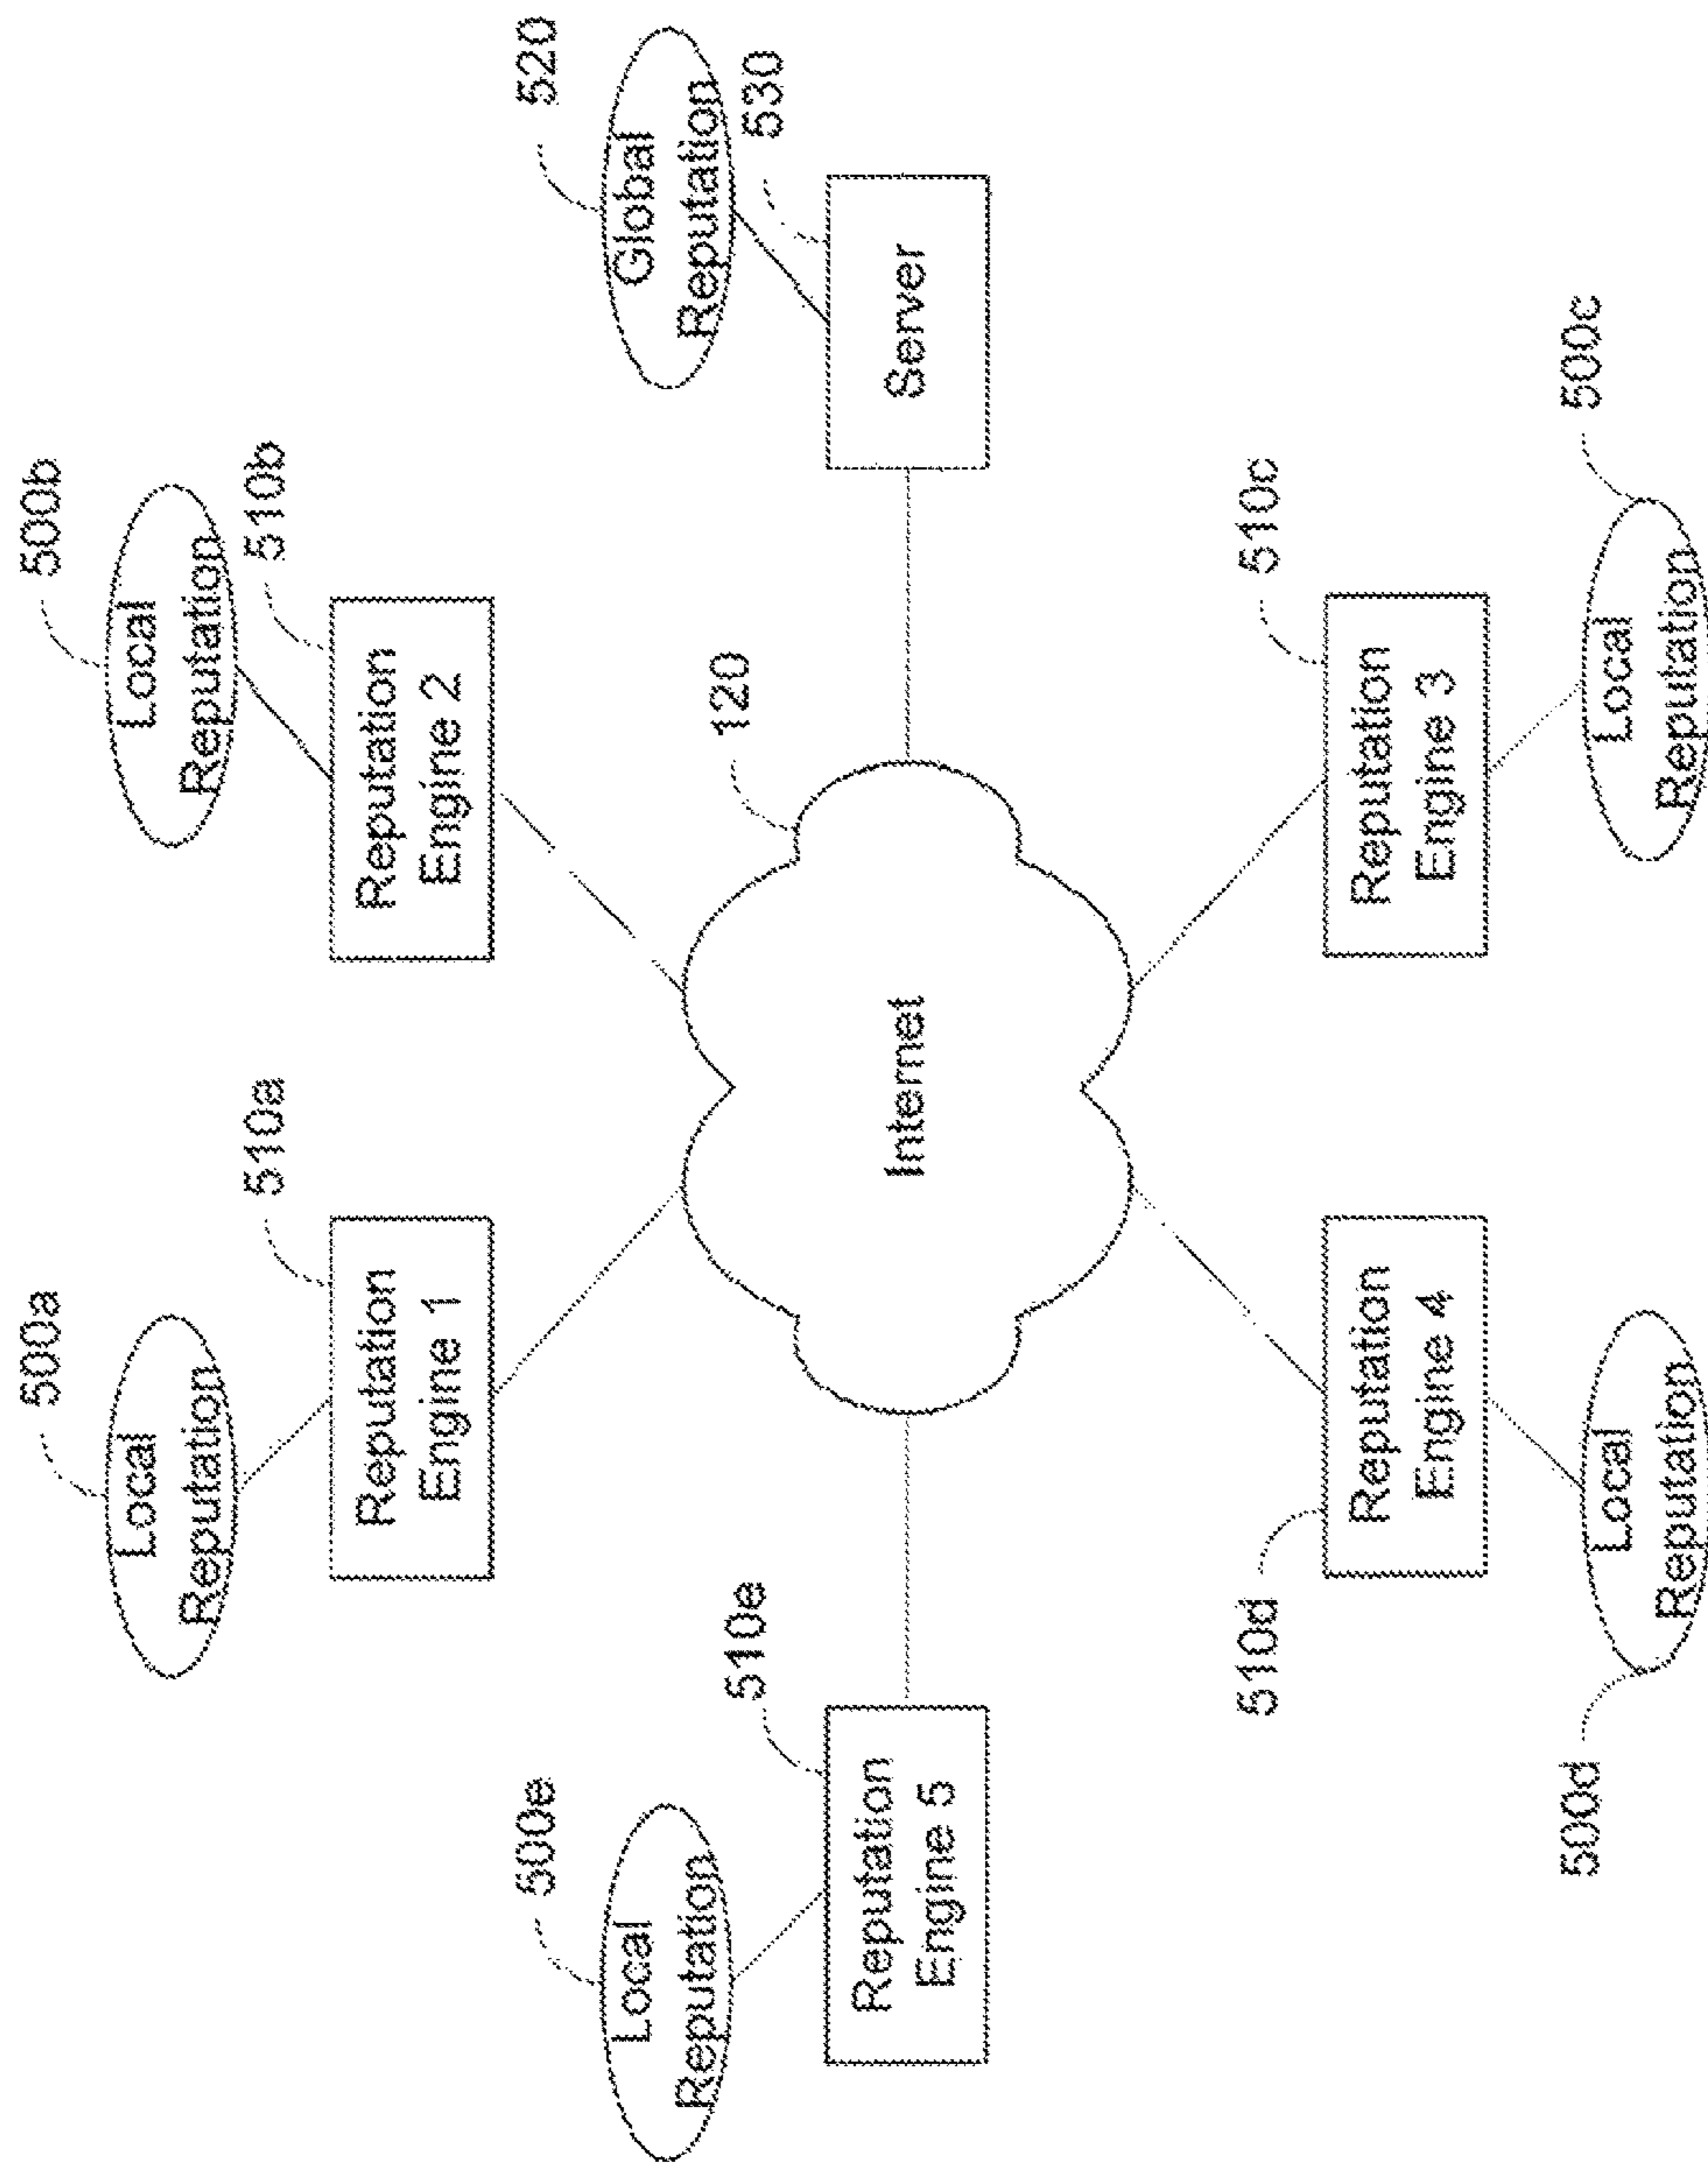 500a
Local
Reputation
510a
Reputation
Engine 1
500b
Local
Reputation
510b
Reputation
Engine 2
500e
Local
Reputation
510e
Reputation
Engine 5
120
Internet
520
Global
Reputation
530
Server
510d
Reputation
Engine 4
500d
Local
Reputation
510c
Reputation
Engine 3
500c
Local
Reputation